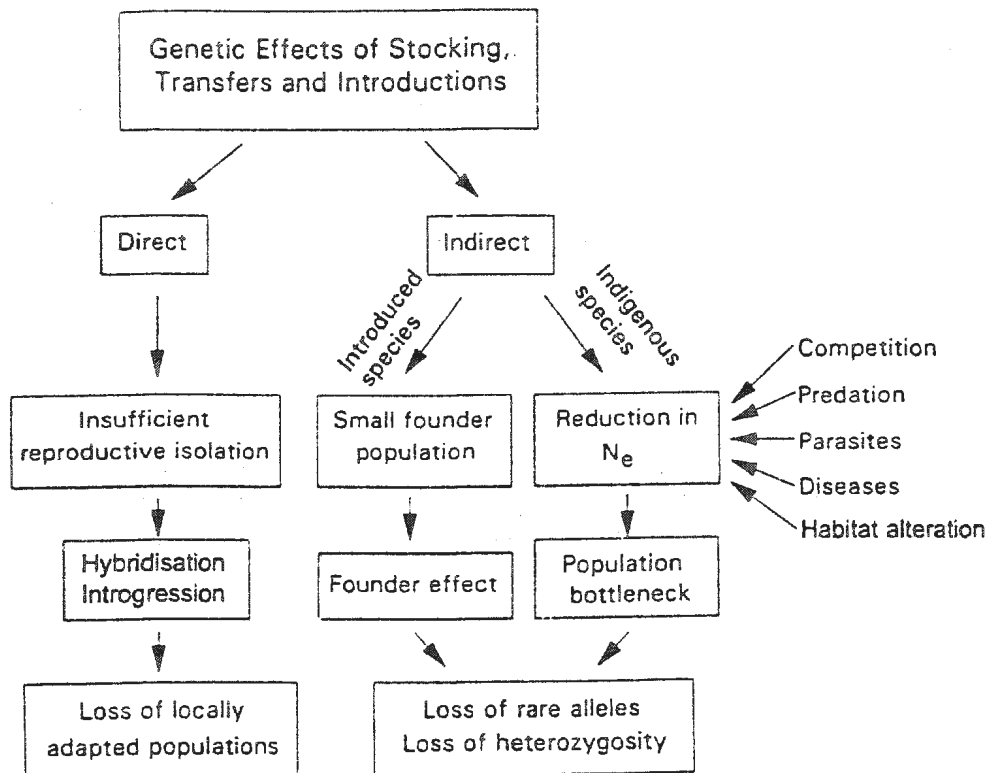 Genetic Effects of Stocking,
Transfers and Introductions
Direct
Indirect
Introduced
species
Indigenous
species
Insufficient
reproductive isolation
Small founder
population
Reduction in
Ne
Competition
Predation
Parasites
Diseases
Habitat alteration
Hybridisation
Introgression
Founder effect
Population
bottleneck
Loss of locally
adapted populations
Loss of rare alleles
Loss of heterozygosity